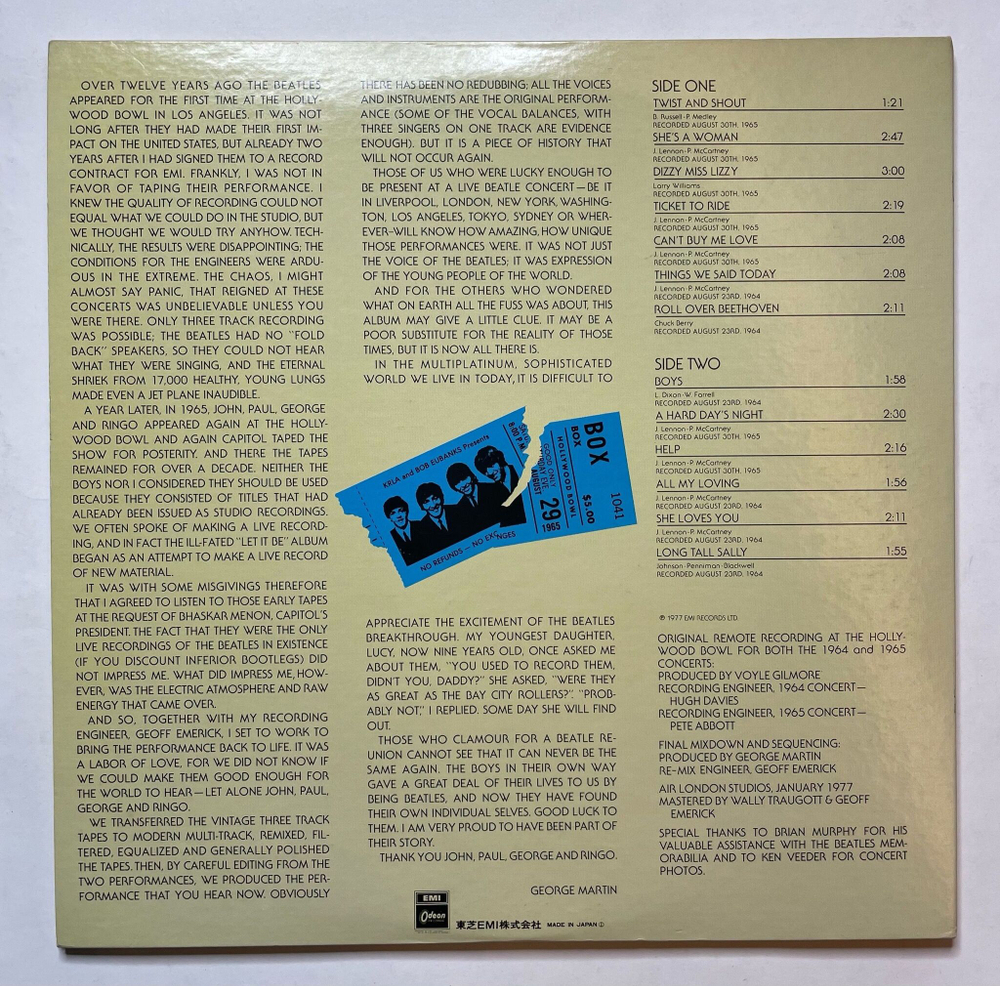 OVER TWELVE YEARS AGO THE BEATLES
APPEARED FOR THE FIRST TIME AT THE HOLLY-
WOOD BOWL IN LOS ANGELES. IT WAS NOT
LONG AFTER THEY HAD MADE THEIR FIRST IM-
PACT ON THE UNITED STATES, BUT ALREADY TWO
YEARS AFTER I HAD SIGNED THEM TO A RECORD
CONTRACT FOR EMI. FRANKLY, I WAS NOT IN
FAVOR OF TAPING THEIR PERFORMANCE. I
KNEW THE QUALITY OF RECORDING COULD NOT
EQUAL WHAT WE COULD DO IN THE STUDIO, BUT
WE THOUGHT WE WOULD TRY ANYHOW. TECH-
NICALLY, THE RESULTS WERE DISAPPOINTING; THE
CONDITIONS FOR THE ENGINEERS WERE ARDU-
OUS IN THE EXTREME. THE CHAOS, I MIGHT
ALMOST SAY PANIC, THAT REIGNED AT THESE
CONCERTS WAS UNBELIEVABLE UNLESS YOU
WERE THERE. ONLY THREE TRACK RECORDING
WAS POSSIBLE; THE BEATLES HAD NO "FOLD
BACK" SPEAKERS, SO THEY COULD NOT HEAR
WHAT THEY WERE SINGING, AND THE ETERNAL
SHRIEK FROM 17,000 HEALTHY, YOUNG LUNGS
MADE EVEN A JET PLANE INAUDIBLE.
A YEAR LATER, IN 1965, JOHN, PAUL, GEORGE
AND RINGO APPEARED AGAIN AT THE HOLLY-
WOOD BOWL AND AGAIN CAPITOL TAPED THE
SHOW FOR POSTERITY. AND THERE THE TAPES
REMAINED FOR OVER A DECADE. NEITHER THE
BOYS NOR I CONSIDERED THEY SHOULD BE USED
BECAUSE THEY CONSISTED OF TITLES THAT HAD
ALREADY BEEN ISSUED AS STUDIO RECORDINGS.
WE OFTEN SPOKE OF MAKING A LIVE RECORD-
ING, AND IN FACT THE ILL-FATED "LET IT BE" ALBUM
BEGAN AS AN ATTEMPT TO MAKE A LIVE RECORD
OF NEW MATERIAL.
IT WAS WITH SOME MISGIVINGS THEREFORE
THAT I AGREED TO LISTEN TO THOSE EARLY TAPES
AT THE REQUEST OF BHASKAR MENON, CAPITOL'S
PRESIDENT. THE FACT THAT THEY WERE THE ONLY
LIVE RECORDINGS OF THE BEATLES IN EXISTENCE
(IF YOU DISCOUNT INFERIOR BOOTLEGS) DID
NOT IMPRESS ME. WHAT DID IMPRESS ME, HOW-
EVER, WAS THE ELECTRIC ATMOSPHERE AND RAW
ENERGY THAT CAME OVER.
AND SO, TOGETHER WITH MY RECORDING
ENGINEER, GEOFF EMERICK, I SET TO WORK TO
BRING THE PERFORMANCE BACK TO LIFE. IT WAS
A LABOR OF LOVE, FOR WE DID NOT KNOW IF
WE COULD MAKE THEM GOOD ENOUGH FOR
THE WORLD TO HEAR—LET ALONE JOHN, PAUL,
GEORGE AND RINGO.
WE TRANSFERRED THE VINTAGE THREE TRACK
TAPES TO MODERN MULTI-TRACK, REMIXED, FIL-
TERED, EQUALIZED AND GENERALLY POLISHED
THE TAPES. THEN, BY CAREFUL EDITING FROM THE
TWO PERFORMANCES, WE PRODUCED THE PER-
FORMANCE THAT YOU HEAR NOW. OBVIOUSLY
THERE HAS BEEN NO REDUBBING; ALL THE VOICES
AND INSTRUMENTS ARE THE ORIGINAL PERFORM-
ANCE (SOME OF THE VOCAL BALANCES, WITH
THREE SINGERS ON ONE TRACK ARE EVIDENCE
ENOUGH). BUT IT IS A PIECE OF HISTORY THAT
WILL NOT OCCUR AGAIN.
THOSE OF US WHO WERE LUCKY ENOUGH TO
BE PRESENT AT A LIVE BEATLE CONCERT—BE IT
IN LIVERPOOL, LONDON, NEW YORK, WASHING-
TON, LOS ANGELES, TOKYO, SYDNEY OR WHER-
EVER—WILL KNOW HOW AMAZING, HOW UNIQUE
THOSE PERFORMANCES WERE. IT WAS NOT JUST
THE VOICE OF THE BEATLES; IT WAS EXPRESSION
OF THE YOUNG PEOPLE OF THE WORLD.
AND FOR THE OTHERS WHO WONDERED
WHAT ON EARTH ALL THE FUSS WAS ABOUT, THIS
ALBUM MAY GIVE A LITTLE CLUE. IT MAY BE A
POOR SUBSTITUTE FOR THE REALITY OF THOSE
TIMES, BUT IT IS NOW ALL THERE IS.
IN THE MULTIPLATINUM, SOPHISTICATED
WORLD WE LIVE IN TODAY, IT IS DIFFICULT TO
KRLA and BOB EUBANKS Presents
NO REFUNDS — NO EXC NGES
8:00 P.M.
GOOD ONLY
AUGUST 29 1965
HOLLYWOOD BOWL
BOX
$5.00
BOX
1041
APPRECIATE THE EXCITEMENT OF THE BEATLES
BREAKTHROUGH. MY YOUNGEST DAUGHTER,
LUCY, NOW NINE YEARS OLD, ONCE ASKED ME
ABOUT THEM, "YOU USED TO RECORD THEM,
DIDN'T YOU, DADDY?" SHE ASKED, "WERE THEY
AS GREAT AS THE BAY CITY ROLLERS?". "PROB-
ABLY NOT," I REPLIED. SOME DAY SHE WILL FIND
OUT.
THOSE WHO CLAMOUR FOR A BEATLE RE-
UNION CANNOT SEE THAT IT CAN NEVER BE THE
SAME AGAIN. THE BOYS IN THEIR OWN WAY
GAVE A GREAT DEAL OF THEIR LIVES TO US BY
BEING BEATLES, AND NOW THEY HAVE FOUND
THEIR OWN INDIVIDUAL SELVES. GOOD LUCK TO
THEM. I AM VERY PROUD TO HAVE BEEN PART OF
THEIR STORY.
THANK YOU JOHN, PAUL, GEORGE AND RINGO.
GEORGE MARTIN
EMI
Odeon
東芝EMI株式会社 MADE IN JAPAN ①
SIDE ONE
TWIST AND SHOUT 1:21
B. Russell-P. Medley
RECORDED AUGUST 30TH, 1965
SHE'S A WOMAN 2:47
J. Lennon-P. McCartney
RECORDED AUGUST 30TH, 1965
DIZZY MISS LIZZY 3:00
Larry Williams
RECORDED AUGUST 30TH, 1965
TICKET TO RIDE 2:19
J. Lennon-P. McCartney
RECORDED AUGUST 30TH, 1965
CAN'T BUY ME LOVE 2:08
J. Lennon-P. McCartney
RECORDED AUGUST 30TH, 1965
THINGS WE SAID TODAY 2:08
J. Lennon-P. McCartney
RECORDED AUGUST 23RD, 1964
ROLL OVER BEETHOVEN 2:11
Chuck Berry
RECORDED AUGUST 23RD, 1964
SIDE TWO
BOYS 1:58
L. Dixon-W. Farrell
RECORDED AUGUST 23RD, 1964
A HARD DAY'S NIGHT 2:30
J. Lennon-P. McCartney
RECORDED AUGUST 30TH, 1965
HELP 2:16
J. Lennon-P. McCartney
RECORDED AUGUST 30TH, 1965
ALL MY LOVING 1:56
J. Lennon-P. McCartney
RECORDED AUGUST 23RD, 1964
SHE LOVES YOU 2:11
J. Lennon-P. McCartney
RECORDED AUGUST 23RD, 1964
LONG TALL SALLY 1:55
Johnson-Penniman-Blackwell
RECORDED AUGUST 23RD, 1964
℗ 1977 EMI RECORDS LTD.
ORIGINAL REMOTE RECORDING AT THE HOLLY-
WOOD BOWL FOR BOTH THE 1964 and 1965
CONCERTS:
PRODUCED BY VOYLE GILMORE
RECORDING ENGINEER, 1964 CONCERT—
HUGH DAVIES
RECORDING ENGINEER, 1965 CONCERT—
PETE ABBOTT
FINAL MIXDOWN AND SEQUENCING:
PRODUCED BY GEORGE MARTIN
RE-MIX ENGINEER, GEOFF EMERICK
AIR LONDON STUDIOS, JANUARY 1977
MASTERED BY WALLY TRAUGOTT & GEOFF
EMERICK
SPECIAL THANKS TO BRIAN MURPHY FOR HIS
VALUABLE ASSISTANCE WITH THE BEATLES MEM-
ORABILIA AND TO KEN VEEDER FOR CONCERT
PHOTOS.